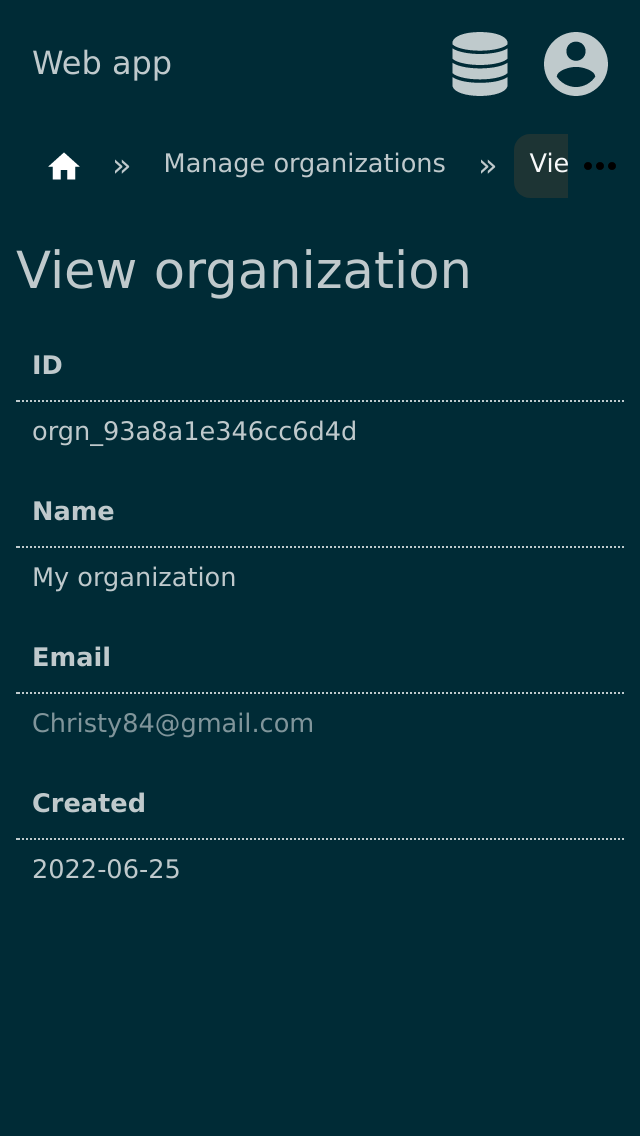 Web app
» Manage organizations » Vie
View organization
ID
orgn_93a8a1e346cc6d4d
Name
My organization
Email
Christy84@gmail.com
Created
2022-06-25